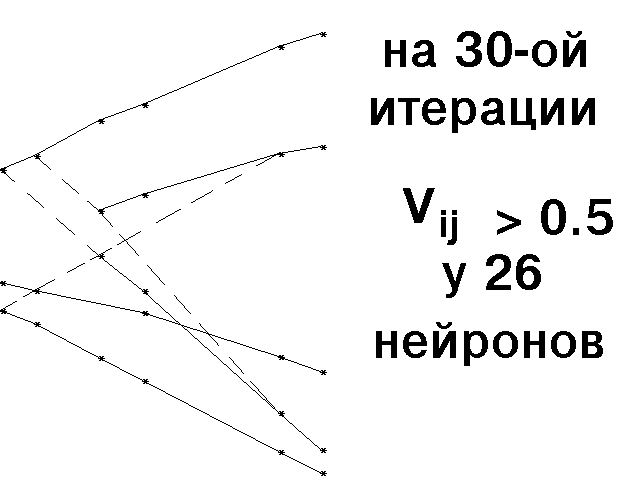 на 30-ой
итерации
Vij > 0.5
у 26
нейронов